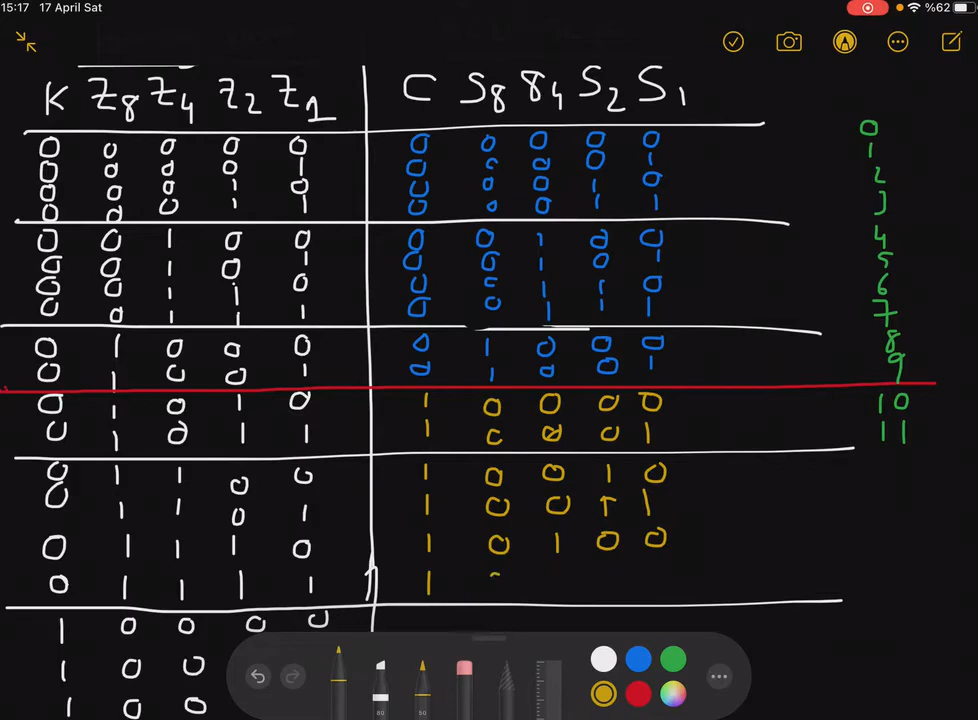 15:17 17 April Sat %62
K Z8 Z4 Z2 Z1 C S8 84 S2 S1
0 0 0 0 0 0 0 0 0 0 0
0 0 0 0 1 0 0 0 0 1 1
0 0 0 1 0 0 0 0 1 0 2
0 0 0 1 1 0 0 0 1 1 3
0 0 1 0 0 0 0 1 0 0 4
0 0 1 0 1 0 0 1 0 1 5
0 0 1 1 0 0 0 1 1 0 6
0 0 1 1 1 0 0 1 1 1 7
0 1 0 0 0 0 1 0 0 0 8
0 1 0 0 1 0 1 0 0 1 9
0 1 0 1 0 1 0 0 0 0 10
0 1 0 1 1 1 0 0 0 1 11
0 1 1 0 0 1 0 0 1 0
0 1 1 0 1 1 0 0 1 1
0 1 1 1 0 1 0 1 0 0
0 1 1 1 1 1
1 0 0 0 0
1 0 0
1 0 0
80 50